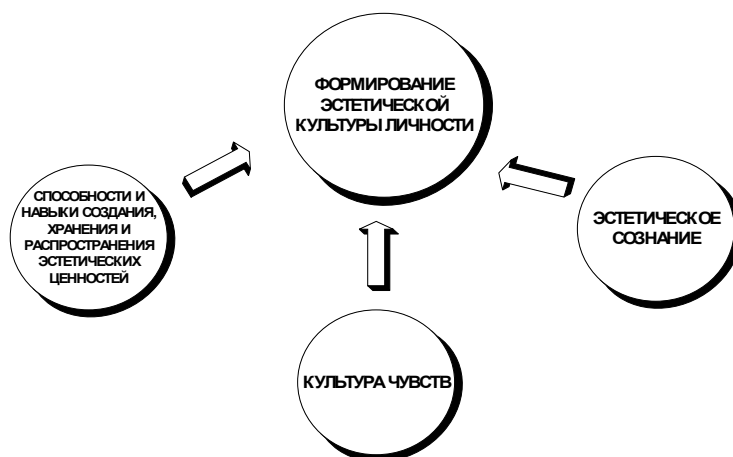 ФОРМИРОВАНИЕ
ЭСТЕТИЧЕСКОЙ
КУЛЬТУРЫ ЛИЧНОСТИ
СПОСОБНОСТИ И
НАВЫКИ СОЗДАНИЯ,
ХРАНЕНИЯ И
РАСПРОСТРАНЕНИЯ
ЭСТЕТИЧЕСКИХ
ЦЕННОСТЕЙ
ЭСТЕТИЧЕСКОЕ
СОЗНАНИЕ
КУЛЬТУРА ЧУВСТВ